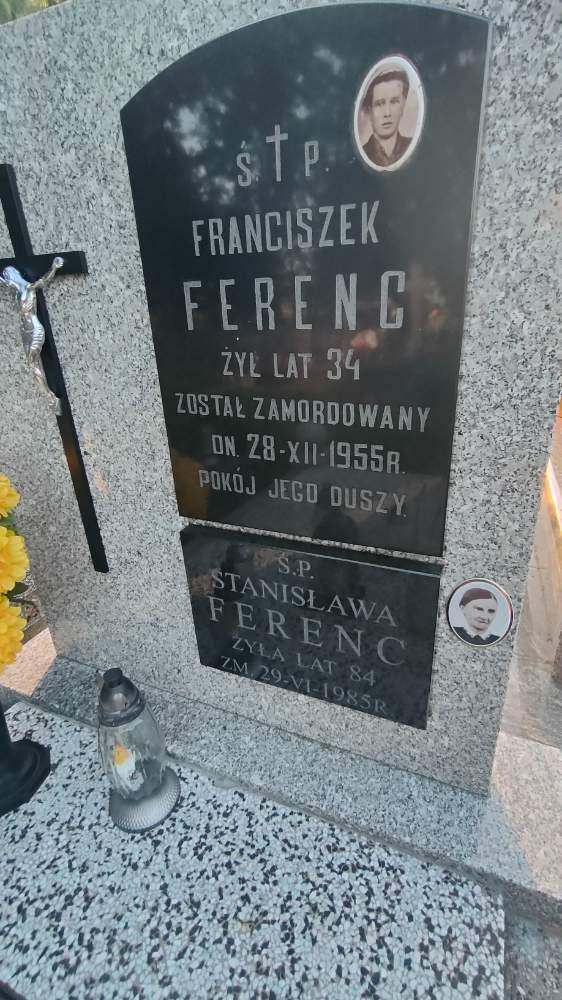 Ś. P.
FRANCISZEK
FERENC
ŻYŁ LAT 34
ZOSTAŁ ZAMORDOWANY
DN. 28-XII-1955R.
POKÓJ JEGO DUSZY.
Ś.P.
STANISŁAWA
FERENC
ŻYŁA LAT 84
ZM. 29-VI-1985R.